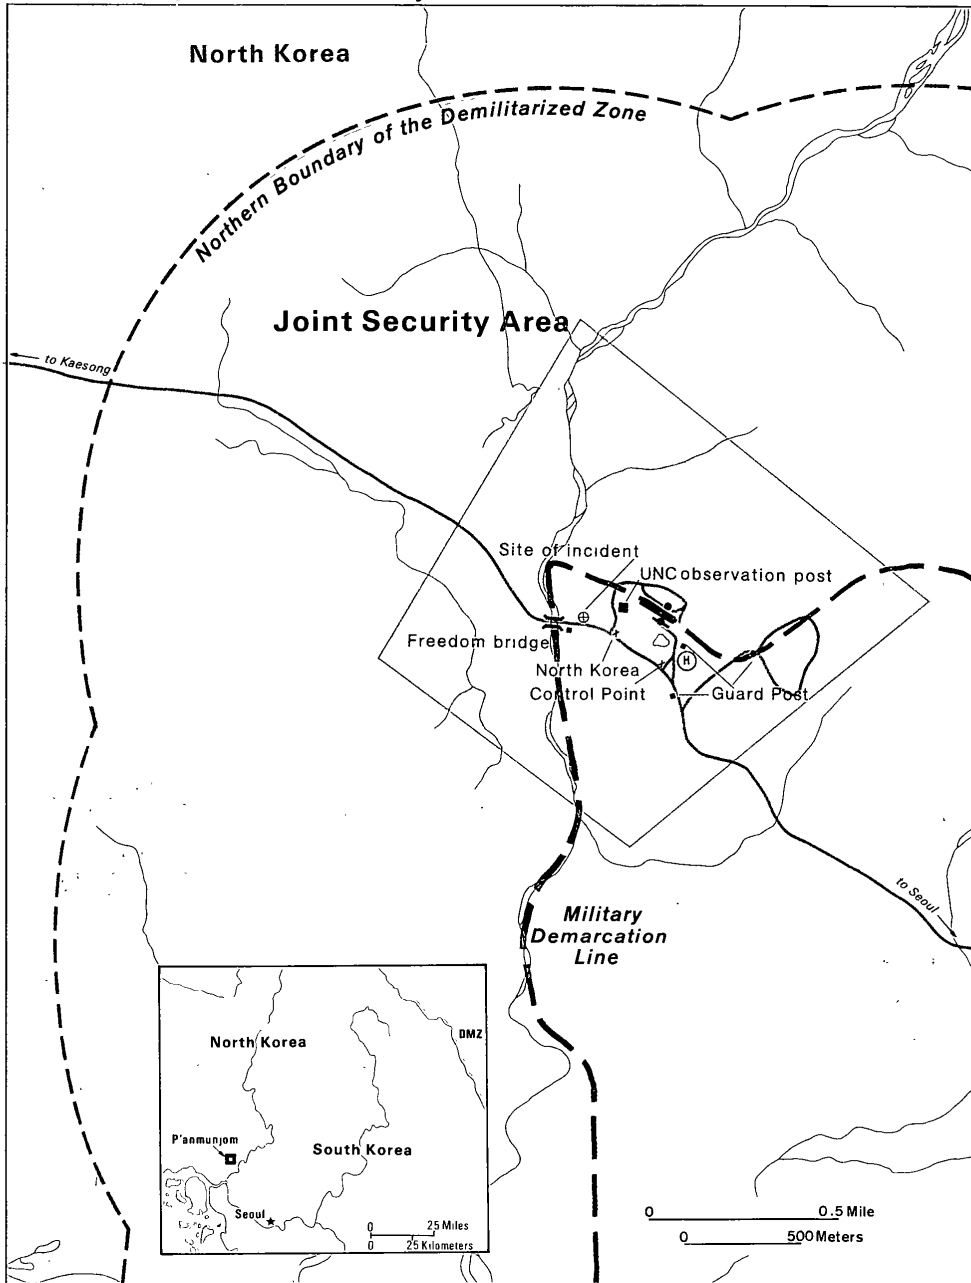 North Korea
Northern Boundary of the Demilitarized Zone
Joint Security Area
to Kaesong
Site of incident
UNC observation post
Freedom bridge
North Korea
Control Point
H
Guard Post
to Seoul
Military
Demarcation
Line
DMZ
North Korea
P'anmunjom
South Korea
Seoul
0 25 Miles
0 25 Kilometers
0 0.5 Mile
0 500 Meters